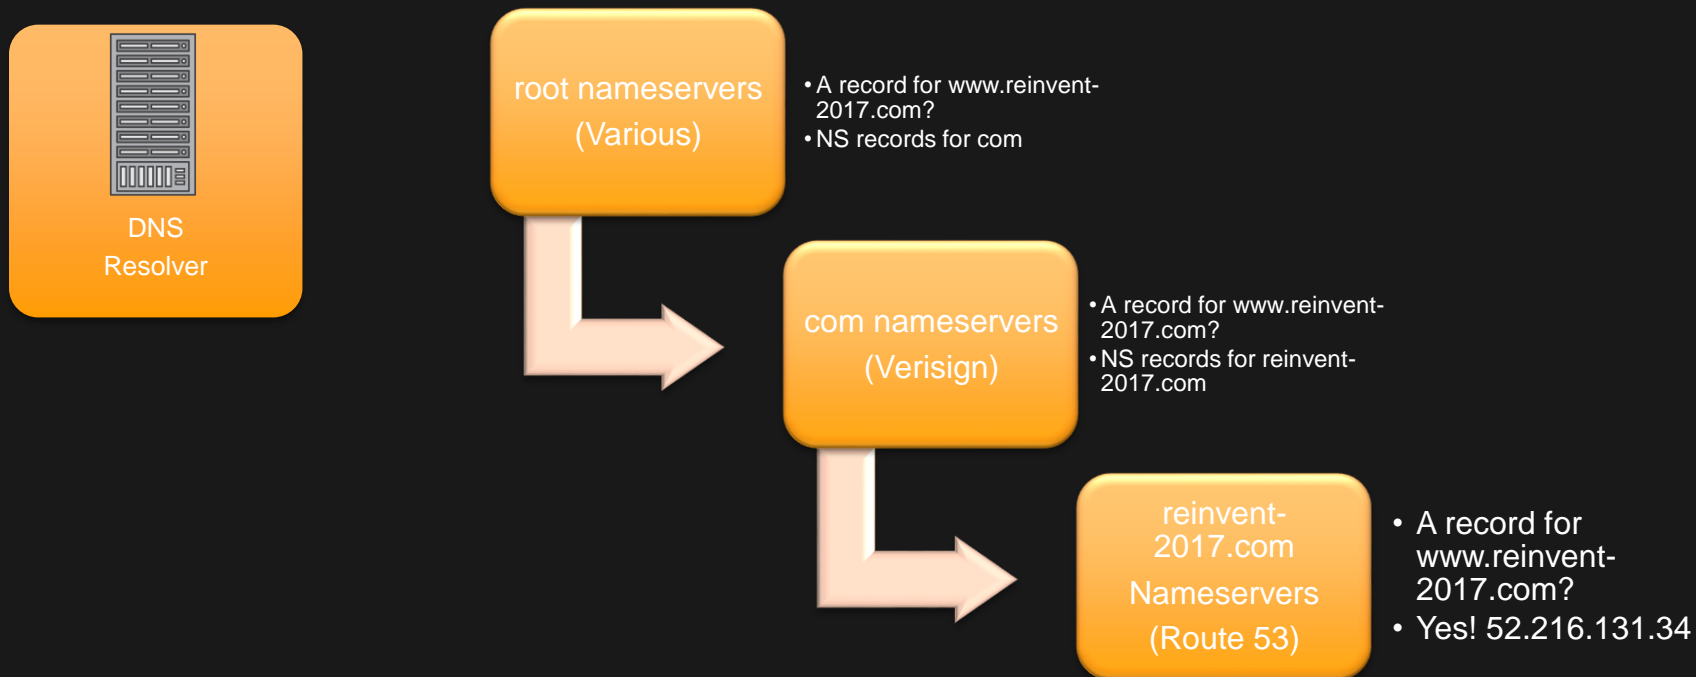 DNS
Resolver
root nameservers
(Various)
• A record for www.reinvent-
2017.com?
• NS records for com
com nameservers
(Verisign)
• A record for www.reinvent-
2017.com?
• NS records for reinvent-
2017.com
reinvent-
2017.com
Nameservers
(Route 53)
• A record for
www.reinvent-
2017.com?
• Yes! 52.216.131.34